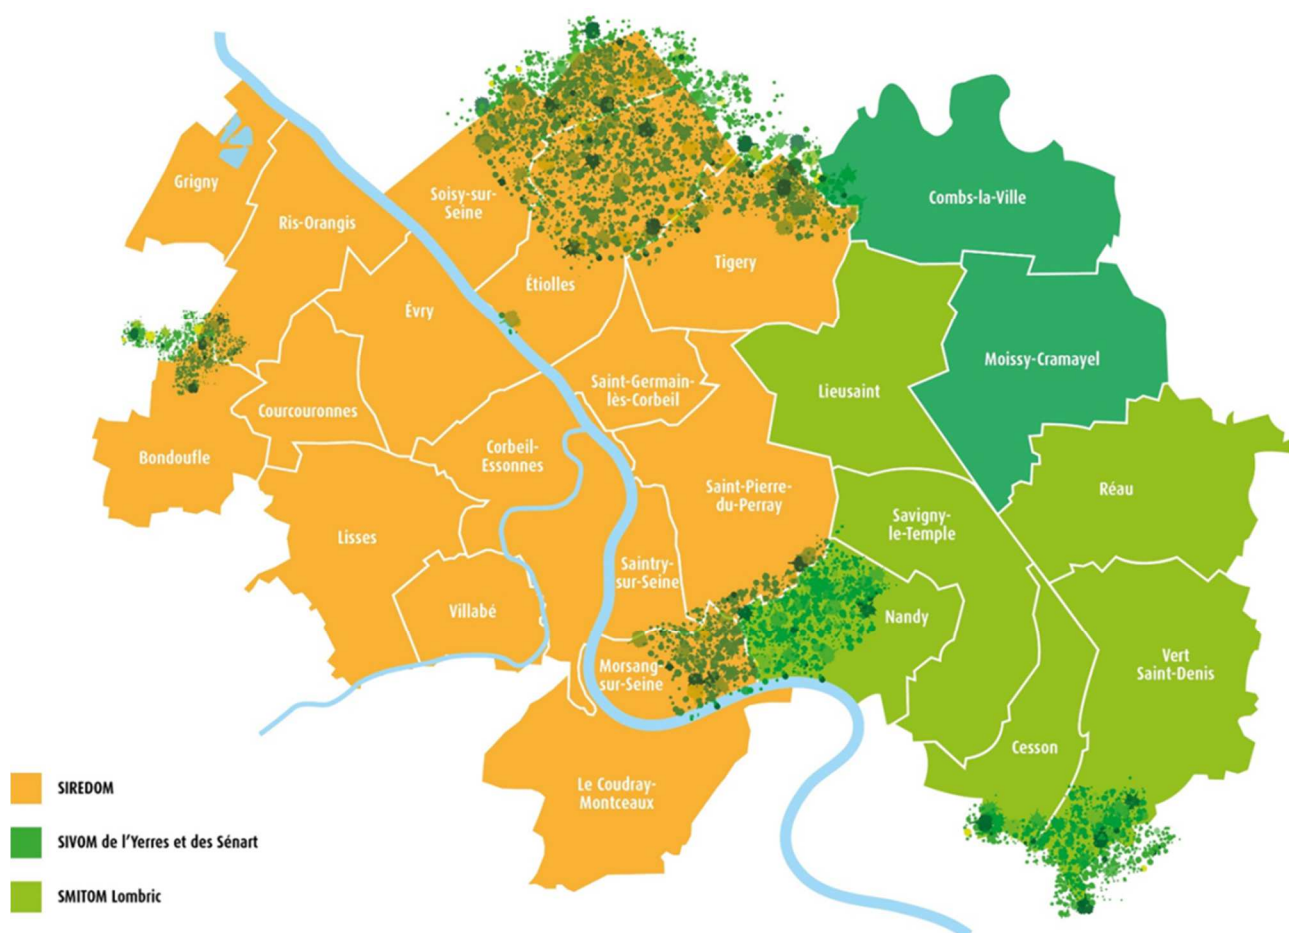 Grigny
Ris-Orangis
Soisy-sur-
Seine
Combs-la-Ville
Tigery
Étiolles
Évry
Moissy-Cramayel
Saint-Germain-
lès-Corbeil
Lieusaint
Courcouronnes
Bondoufle
Corbeil-
Essonnes
Saint-Pierre-
du-Perray
Réau
Savigny-
le-Temple
Lisses
Saintry-
sur-Seine
Villabé
Nandy
Morsang-
sur-Seine
Vert
Saint-Denis
Cesson
Le Coudray-
Montceaux
SIREDOM
SIVOM de l'Yerres et des Sénart
SMITOM Lombric